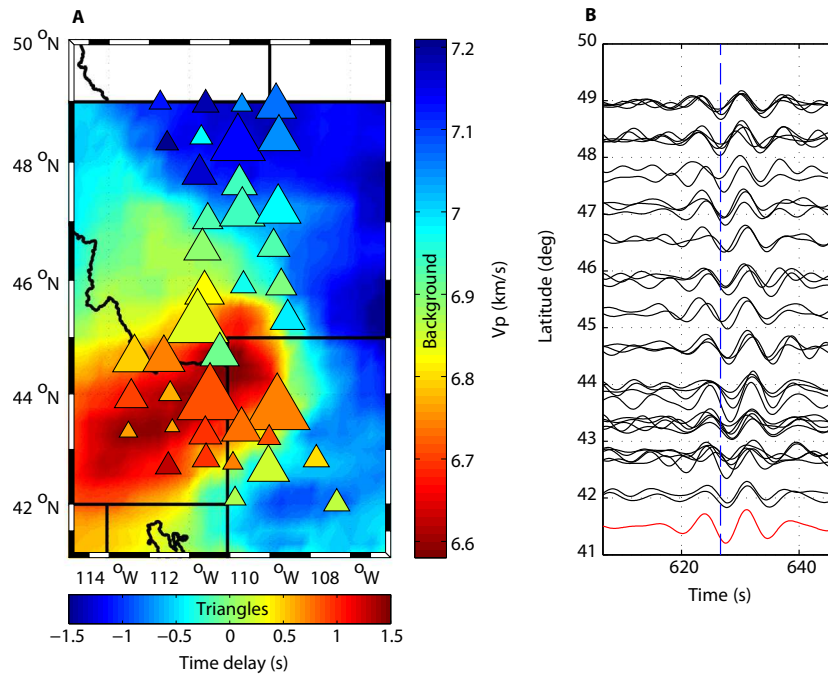 A
50 °N
48 °N
46 °N
44 °N
42 °N
114 °W 112 °W 110 °W 108 °W
7.2
7.1
7
6.9
6.8
6.7
6.6
Background
Vp (km/s)
Triangles
−1.5 −1 −0.5 0 0.5 1 1.5
Time delay (s)
B
50
49
48
47
46
45
44
43
42
41
Latitude (deg)
620 640
Time (s)